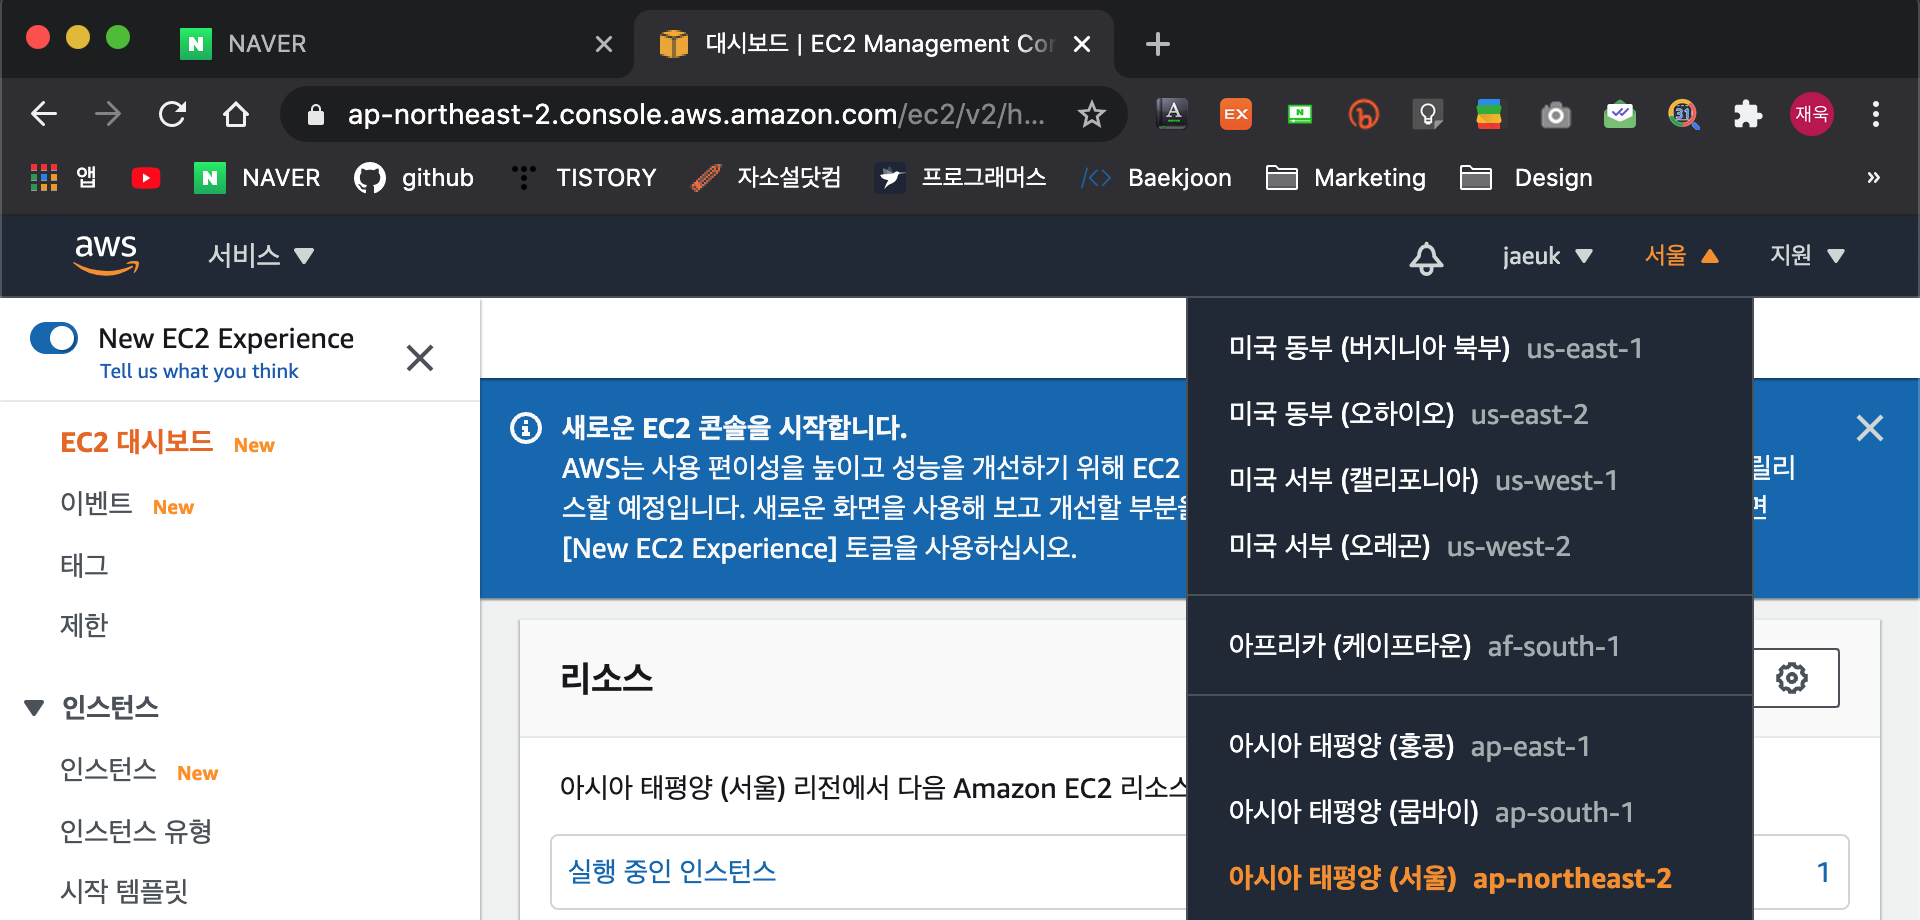 NAVER
대시보드 | EC2 Management Cor
ap-northeast-2.console.aws.amazon.com/ec2/v2/h...
재욱
앱
NAVER
github
TISTORY
자소설닷컴
프로그래머스
Baekjoon
Marketing
Design
»
aws
서비스
jaeuk
서울
지원
New EC2 Experience
Tell us what you think
EC2 대시보드 New
이벤트 New
태그
제한
인스턴스
인스턴스 New
인스턴스 유형
시작 템플릿
새로운 EC2 콘솔을 시작합니다.
AWS는 사용 편이성을 높이고 성능을 개선하기 위해 EC2 릴리
스할 예정입니다. 새로운 화면을 사용해 보고 개선할 부분을 면
[New EC2 Experience] 토글을 사용하십시오.
리소스
아시아 태평양 (서울) 리전에서 다음 Amazon EC2 리소스
실행 중인 인스턴스 1
미국 동부 (버지니아 북부) us-east-1
미국 동부 (오하이오) us-east-2
미국 서부 (캘리포니아) us-west-1
미국 서부 (오레곤) us-west-2
아프리카 (케이프타운) af-south-1
아시아 태평양 (홍콩) ap-east-1
아시아 태평양 (뭄바이) ap-south-1
아시아 태평양 (서울) ap-northeast-2